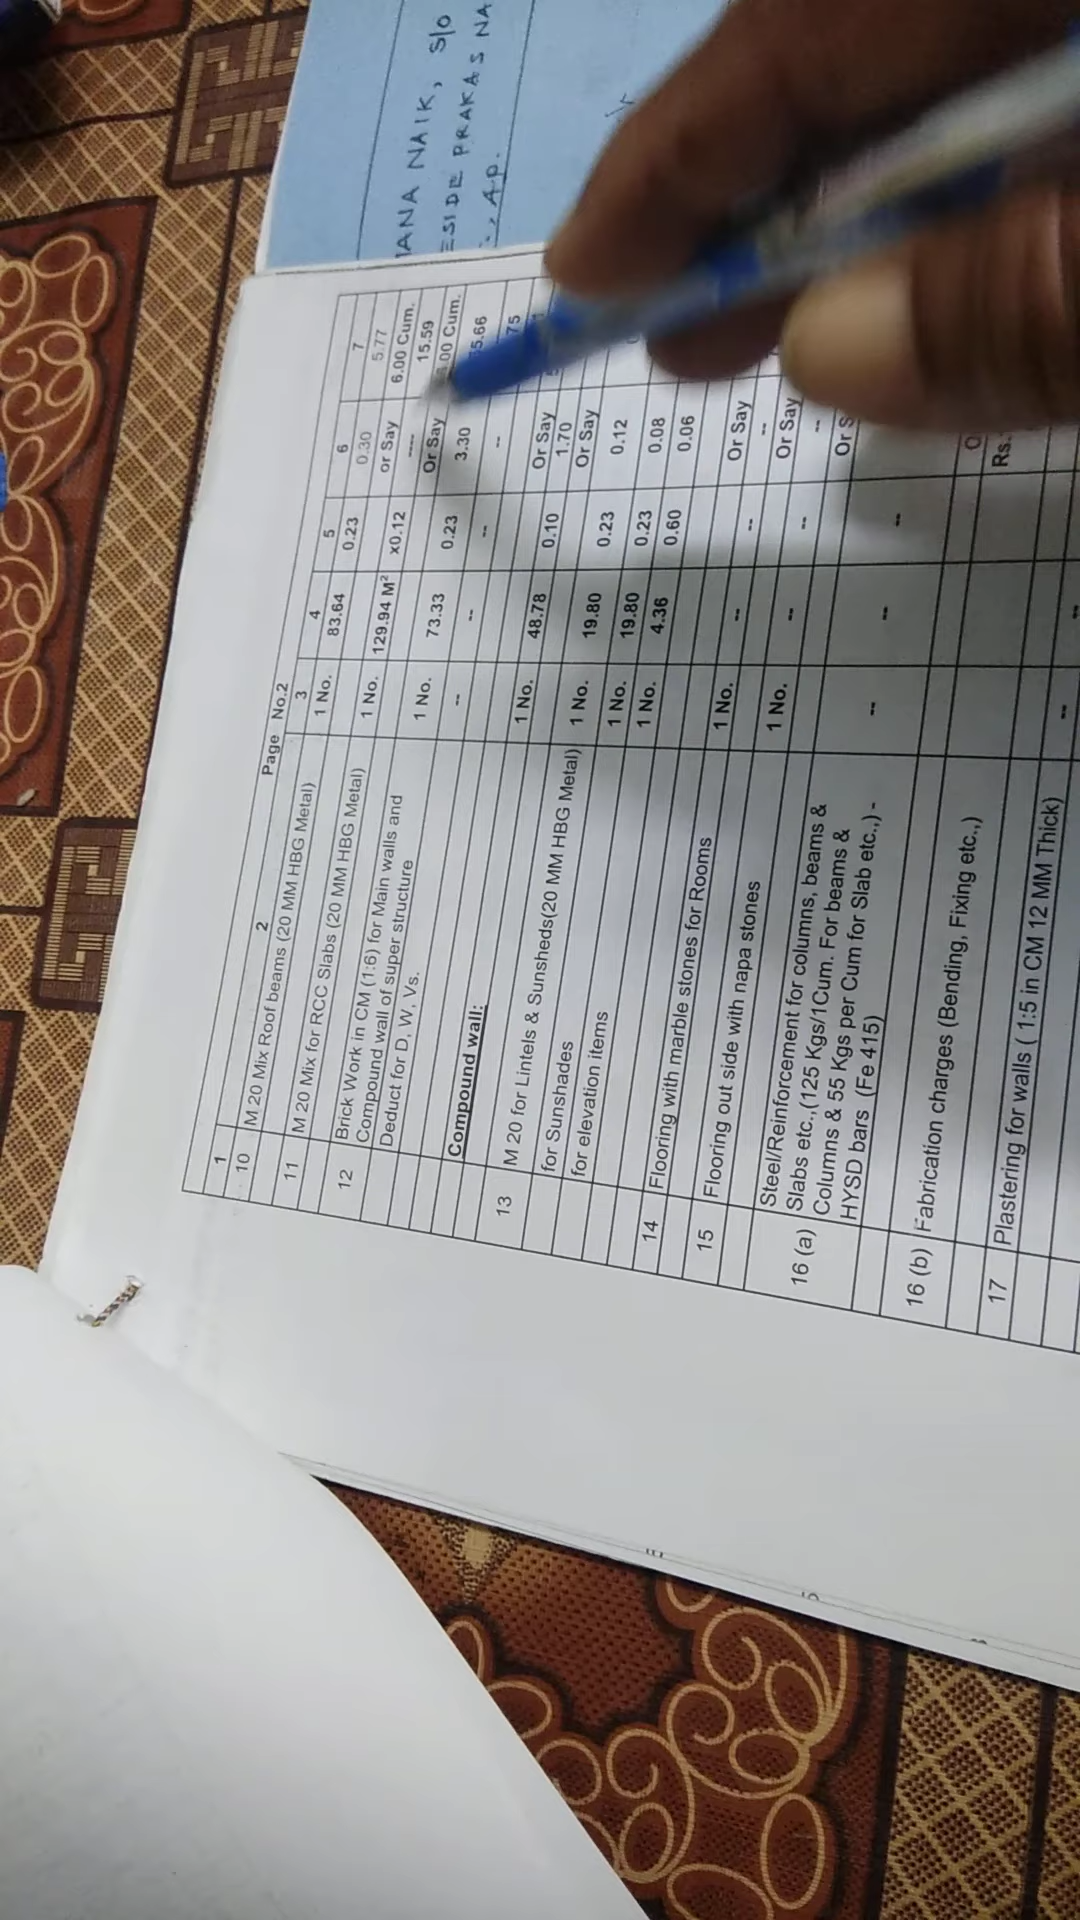 IANA NAIK, S/O
ESIDE PRAKAS NA
., AP.
Page No.2
1 2 3 4 5 6 7
10 M 20 Mix Roof beams (20 MM HBG Metal) 1 No. 83.64 0.23 0.30 5.77
or Say 6.00 Cum.
11 M 20 Mix for RCC Slabs (20 MM HBG Metal) 1 No. 129.94 M² x0.12 ---- 15.59
Or Say .00 Cum.
12 Brick Work in CM (1:6) for Main walls and 1 No. 73.33 0.23 3.30 5.66
Compound wall of super structure
Deduct for D, W, Vs. -- -- -- -- 75
Or Say
Compound wall: 1 No. 48.78 0.10 1.70
Or Say
13 M 20 for Lintels & Sunsheds(20 MM HBG Metal) 1 No. 19.80 0.23 0.12
for Sunshades 1 No. 19.80 0.23 0.08
for elevation items 1 No. 4.36 0.60 0.06
Or Say
14 Flooring with marble stones for Rooms 1 No. -- -- --
Or Say
15 Flooring out side with napa stones 1 No. -- -- --
Or S
16 (a) Steel/Reinforcement for columns, beams &
Slabs etc.,(125 Kgs/1Cum. For beams &
Columns & 55 Kgs per Cum for Slab etc.,) -
HYSD bars (Fe 415) -- -- --
O
16 (b) Fabrication charges (Bending, Fixing etc.,) Rs.
17 Plastering for walls ( 1:5 in CM 12 MM Thick) -- --